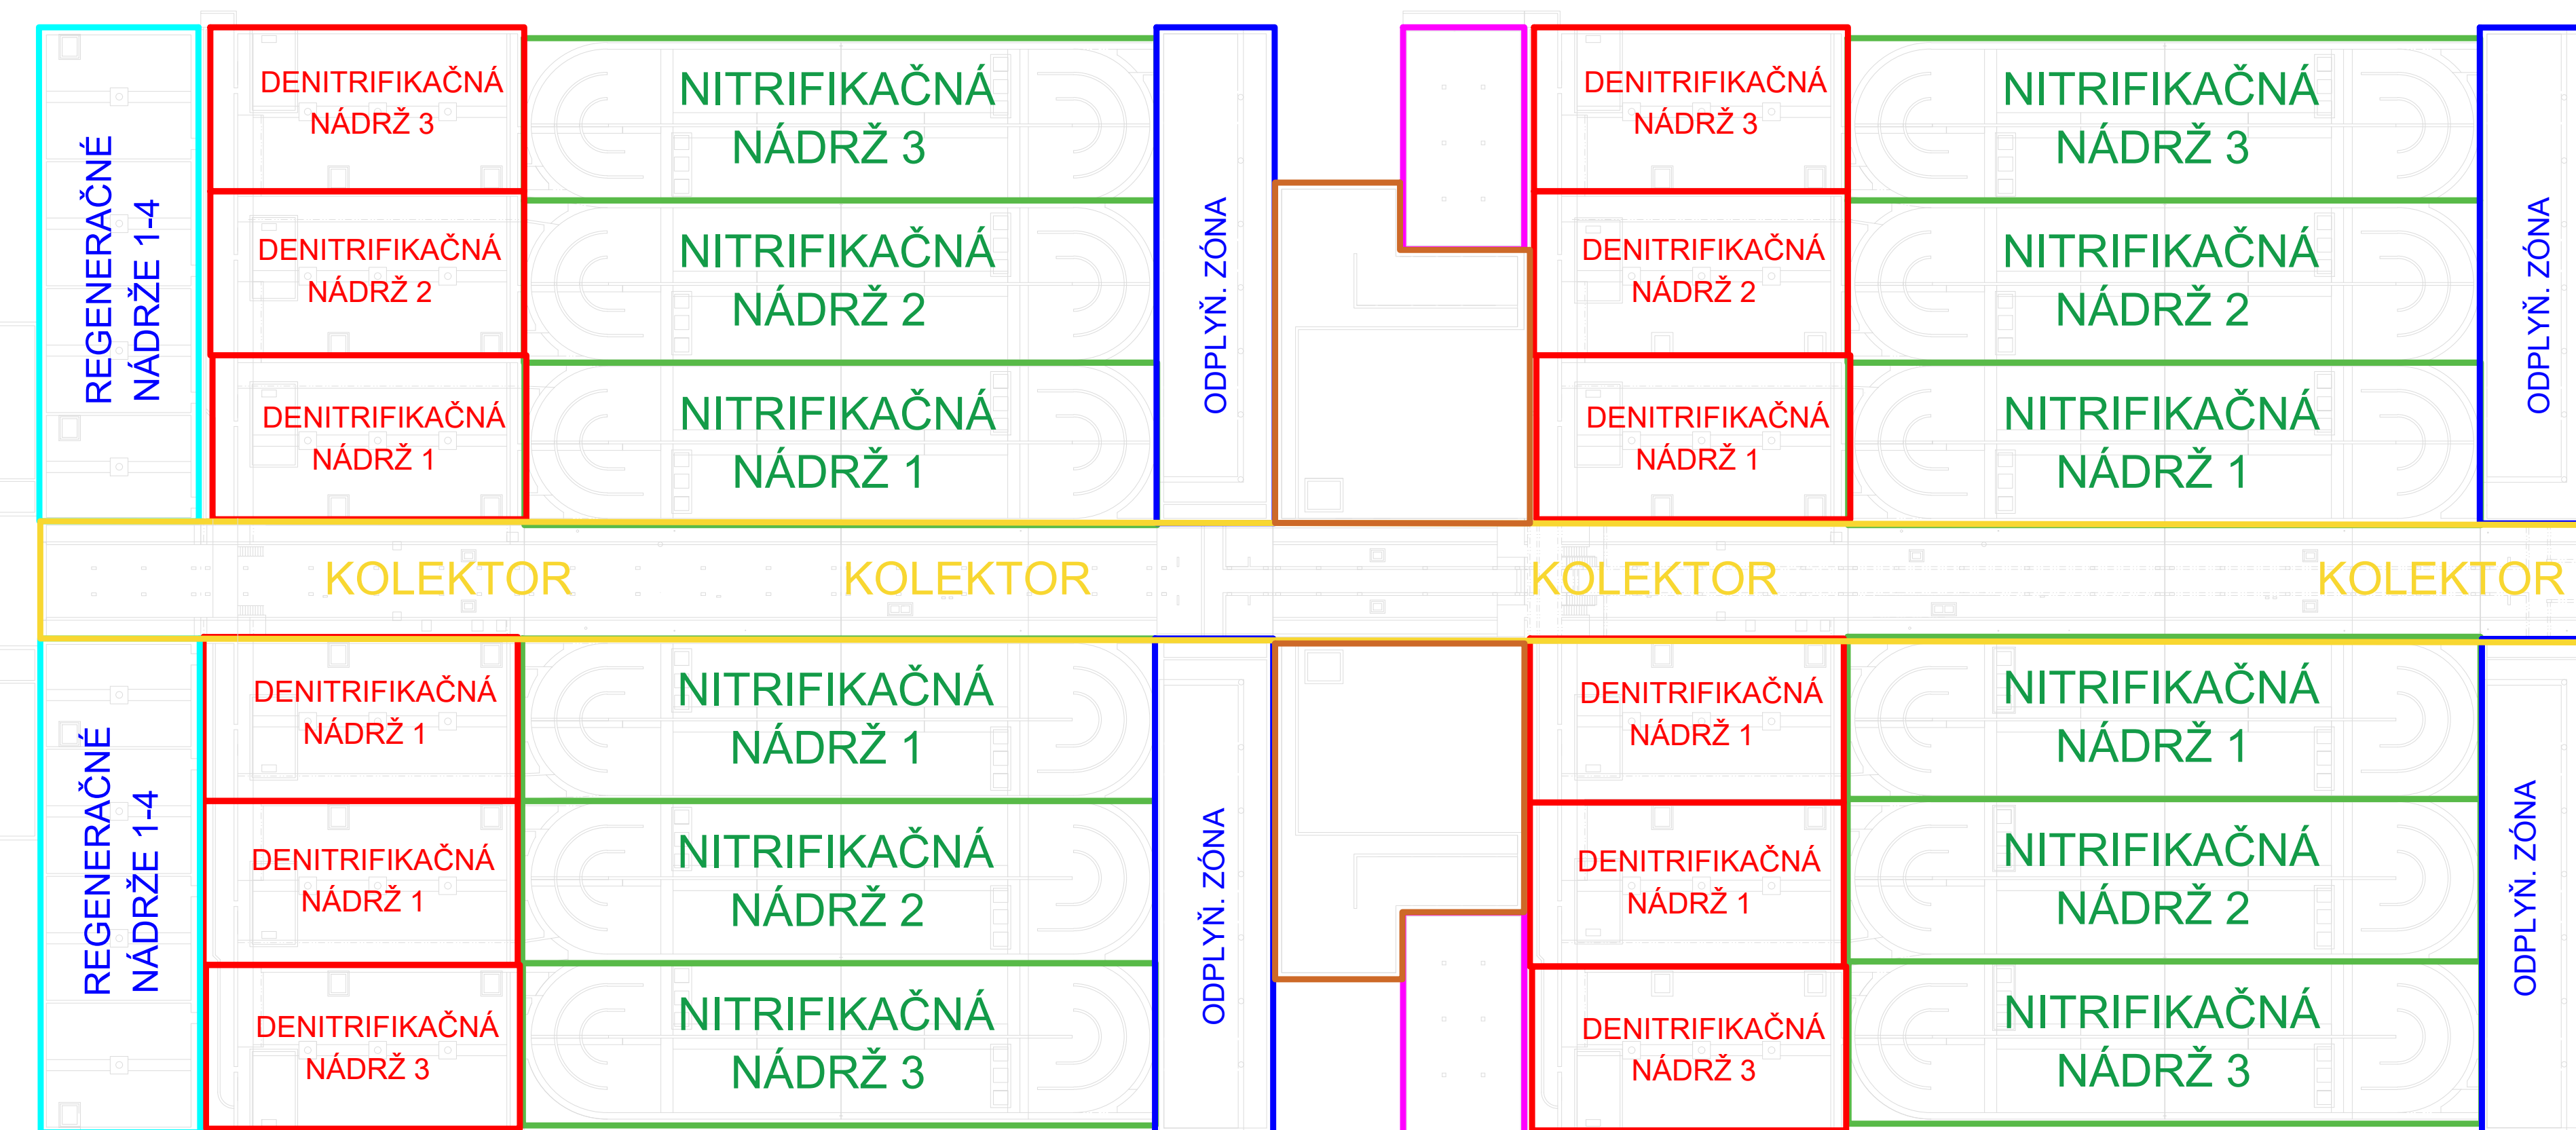 REGENERAČNÉ
NÁDRŽE 1-4
DENITRIFIKAČNÁ
NÁDRŽ 3
NITRIFIKAČNÁ
NÁDRŽ 3
DENITRIFIKAČNÁ
NÁDRŽ 2
NITRIFIKAČNÁ
NÁDRŽ 2
DENITRIFIKAČNÁ
NÁDRŽ 1
NITRIFIKAČNÁ
NÁDRŽ 1
ODPLYŇ. ZÓNA
DENITRIFIKAČNÁ
NÁDRŽ 3
NITRIFIKAČNÁ
NÁDRŽ 3
DENITRIFIKAČNÁ
NÁDRŽ 2
NITRIFIKAČNÁ
NÁDRŽ 2
DENITRIFIKAČNÁ
NÁDRŽ 1
NITRIFIKAČNÁ
NÁDRŽ 1
ODPLYŇ. ZÓNA
KOLEKTOR
KOLEKTOR
KOLEKTOR
KOLEKTOR
REGENERAČNÉ
NÁDRŽE 1-4
DENITRIFIKAČNÁ
NÁDRŽ 1
NITRIFIKAČNÁ
NÁDRŽ 1
DENITRIFIKAČNÁ
NÁDRŽ 1
NITRIFIKAČNÁ
NÁDRŽ 2
DENITRIFIKAČNÁ
NÁDRŽ 3
NITRIFIKAČNÁ
NÁDRŽ 3
ODPLYŇ. ZÓNA
DENITRIFIKAČNÁ
NÁDRŽ 1
NITRIFIKAČNÁ
NÁDRŽ 1
DENITRIFIKAČNÁ
NÁDRŽ 1
NITRIFIKAČNÁ
NÁDRŽ 2
DENITRIFIKAČNÁ
NÁDRŽ 3
NITRIFIKAČNÁ
NÁDRŽ 3
ODPLYŇ. ZÓNA